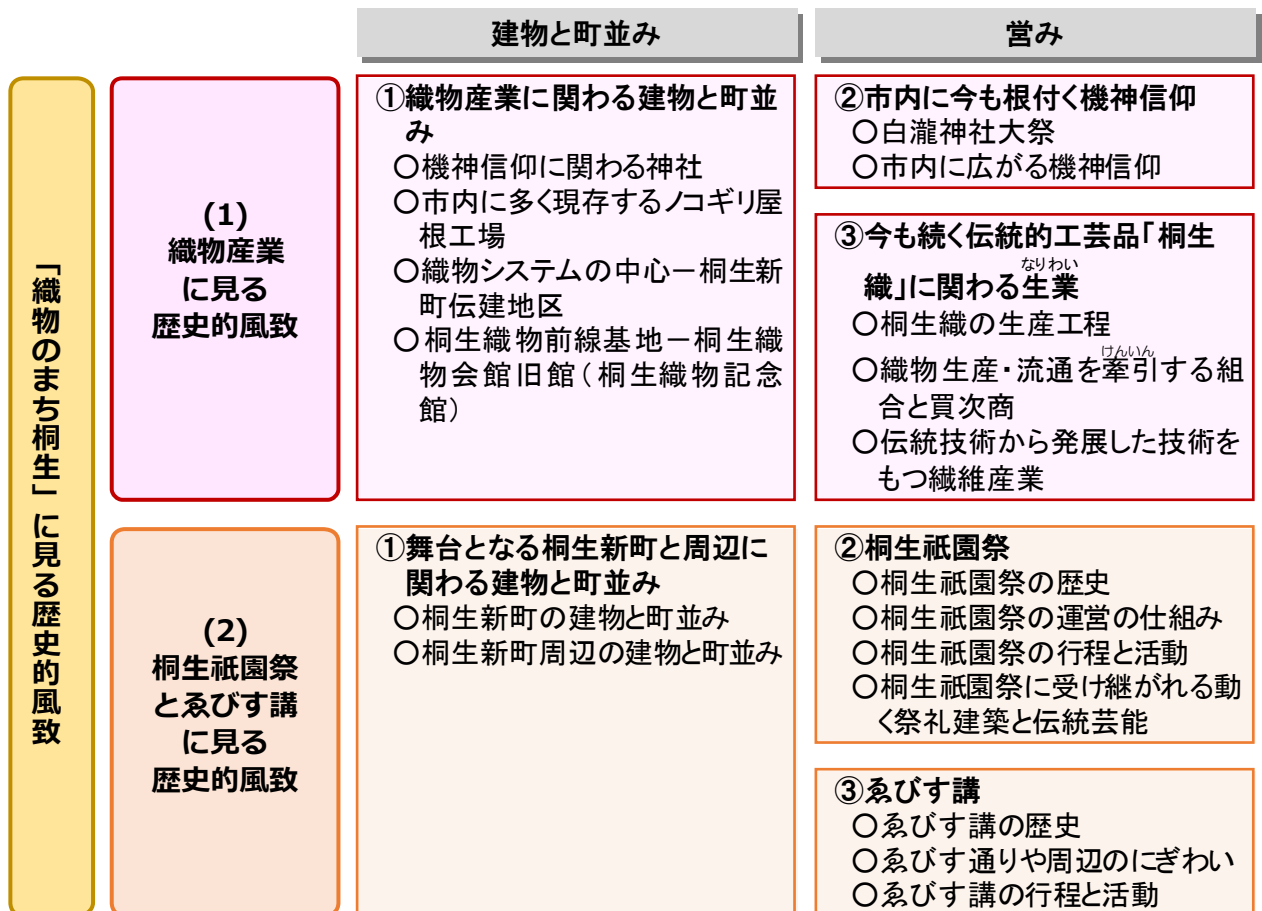 建物と町並み
営み
「織物のまち桐生」に見る歴史的風致
(1)
織物産業
に見る
歴史的風致
①織物産業に関わる建物と町並
み
〇機神信仰に関わる神社
〇市内に多く現存するノコギリ屋
根工場
〇織物システムの中心－桐生新
町伝建地区
〇桐生織物前線基地－桐生織
物会館旧館（桐生織物記念
館）
②市内に今も根付く機神信仰
〇白瀧神社大祭
〇市内に広がる機神信仰
③今も続く伝統的工芸品「桐生
なりわい
織」に関わる生業
〇桐生織の生産工程
けんいん
〇織物生産・流通を牽引する組
合と買次商
〇伝統技術から発展した技術を
もつ繊維産業
(2)
桐生祇園祭
とゑびす講
に見る
歴史的風致
①舞台となる桐生新町と周辺に
関わる建物と町並み
〇桐生新町の建物と町並み
〇桐生新町周辺の建物と町並み
②桐生祇園祭
〇桐生祇園祭の歴史
〇桐生祇園祭の運営の仕組み
〇桐生祇園祭の行程と活動
〇桐生祇園祭に受け継がれる動
く祭礼建築と伝統芸能
③ゑびす講
〇ゑびす講の歴史
〇ゑびす通りや周辺のにぎわい
〇ゑびす講の行程と活動